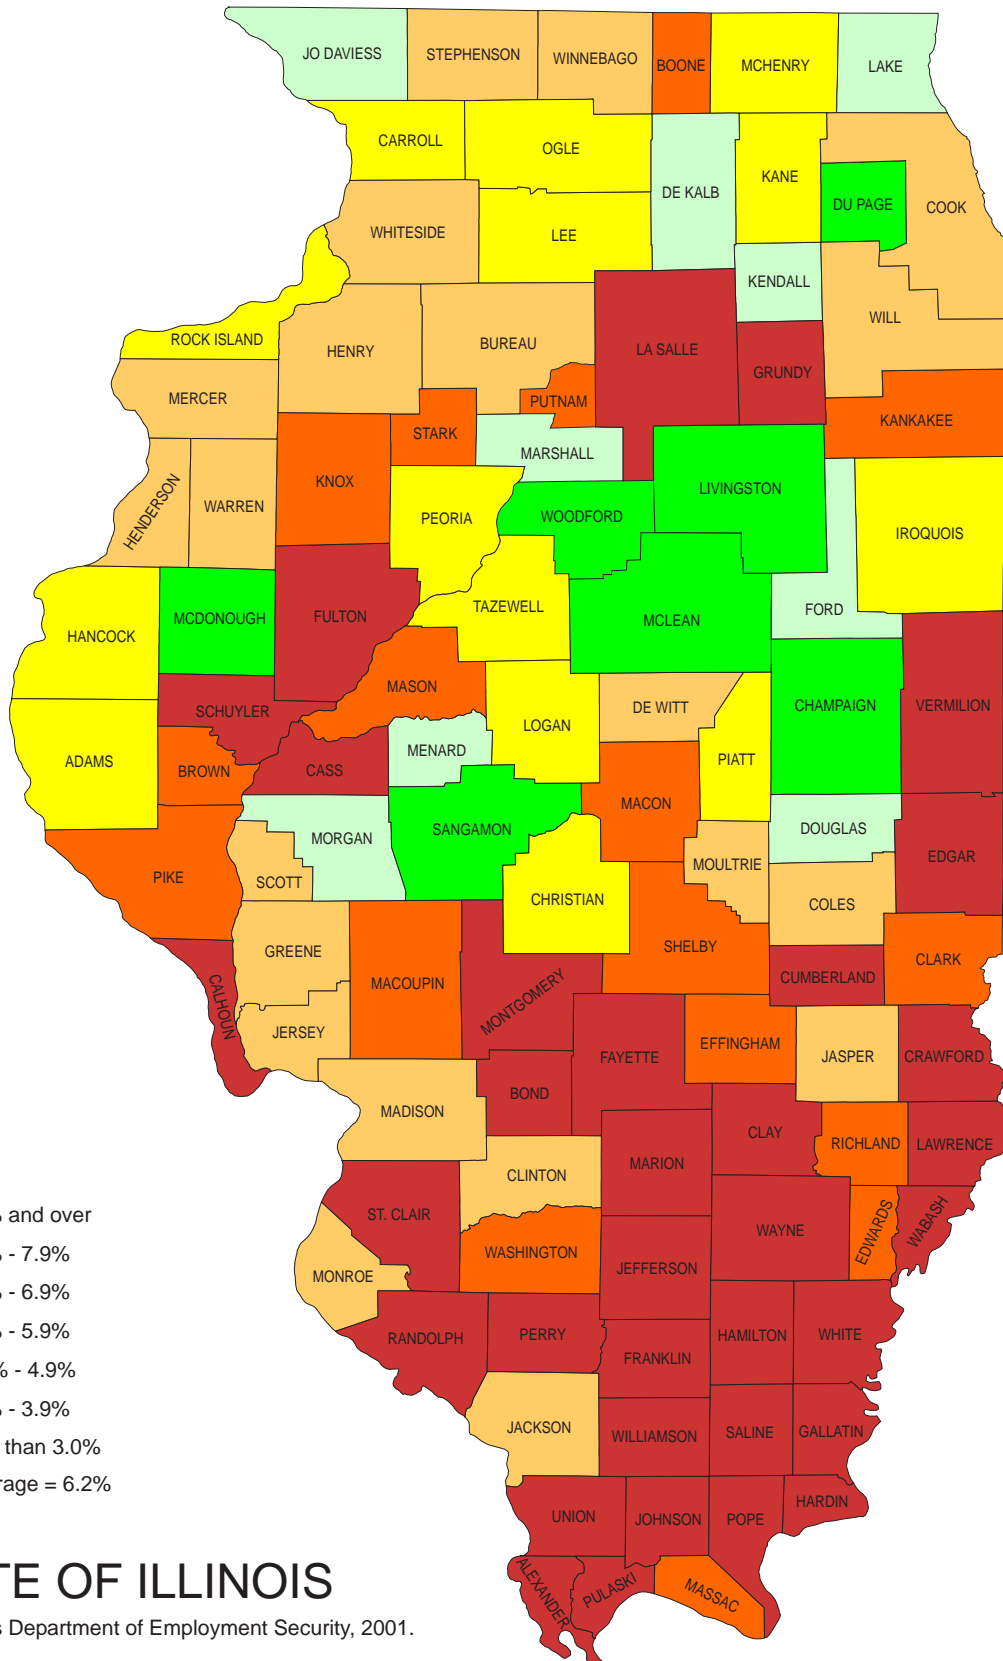 JO DAVIESS
STEPHENSON
WINNEBAGO
BOONE
MCHENRY
LAKE
CARROLL
OGLE
DE KALB
KANE
DU PAGE
COOK
WHITESIDE
LEE
KENDALL
WILL
ROCK ISLAND
HENRY
BUREAU
LA SALLE
GRUNDY
MERCER
PUTNAM
KANKAKEE
STARK
MARSHALL
HENDERSON
WARREN
KNOX
PEORIA
WOODFORD
LIVINGSTON
IROQUOIS
HANCOCK
MCDONOUGH
FULTON
TAZEWELL
MCLEAN
FORD
MASON
SCHUYLER
LOGAN
DE WITT
CHAMPAIGN
VERMILION
ADAMS
BROWN
CASS
MENARD
PIATT
MACON
MORGAN
SANGAMON
DOUGLAS
EDGAR
PIKE
SCOTT
CHRISTIAN
MOULTRIE
COLES
GREENE
MACOUPIN
MONTGOMERY
SHELBY
CUMBERLAND
CLARK
CALHOUN
JERSEY
FAYETTE
EFFINGHAM
JASPER
CRAWFORD
MADISON
BOND
CLAY
RICHLAND
LAWRENCE
MARION
CLINTON
ST. CLAIR
WAYNE
EDWARDS
WABASH
WASHINGTON
JEFFERSON
MONROE
RANDOLPH
PERRY
FRANKLIN
HAMILTON
WHITE
JACKSON
WILLIAMSON
SALINE
GALLATIN
UNION
JOHNSON
POPE
HARDIN
ALEXANDER
PULASKI
MASSAC
% and over
% - 7.9%
% - 6.9%
% - 5.9%
% - 4.9%
% - 3.9%
than 3.0%
rage = 6.2%
TE OF ILLINOIS
s Department of Employment Security, 2001.